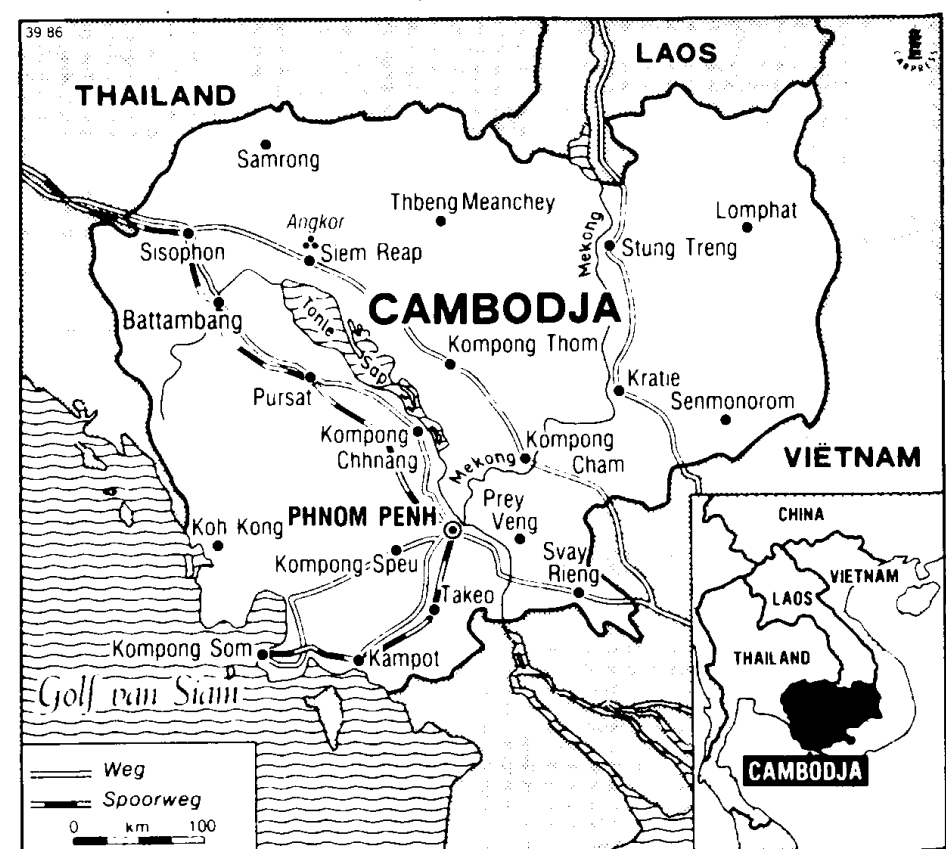 39 86
LAOS
THAILAND
Samrong
Thbeng Meanchey
Lomphat
Mekong
Angkor
Sisophon
Siem Reap
Stung Treng
CAMBODJA
Battambang
Tonle
Sap
Kompong Thom
Kratie
Pursat
Senmonorom
Kompong
Chhnang
Mekong
Kompong
Cham
VIËTNAM
PHNOM PENH
Prey
Veng
Koh Kong
Kompong Speu
Svay
Rieng
Takeo
Kompong Som
Kampot
Golf van Siam
Weg
Spoorweg
0 km 100
CHINA
VIETNAM
LAOS
THAILAND
CAMBODJA